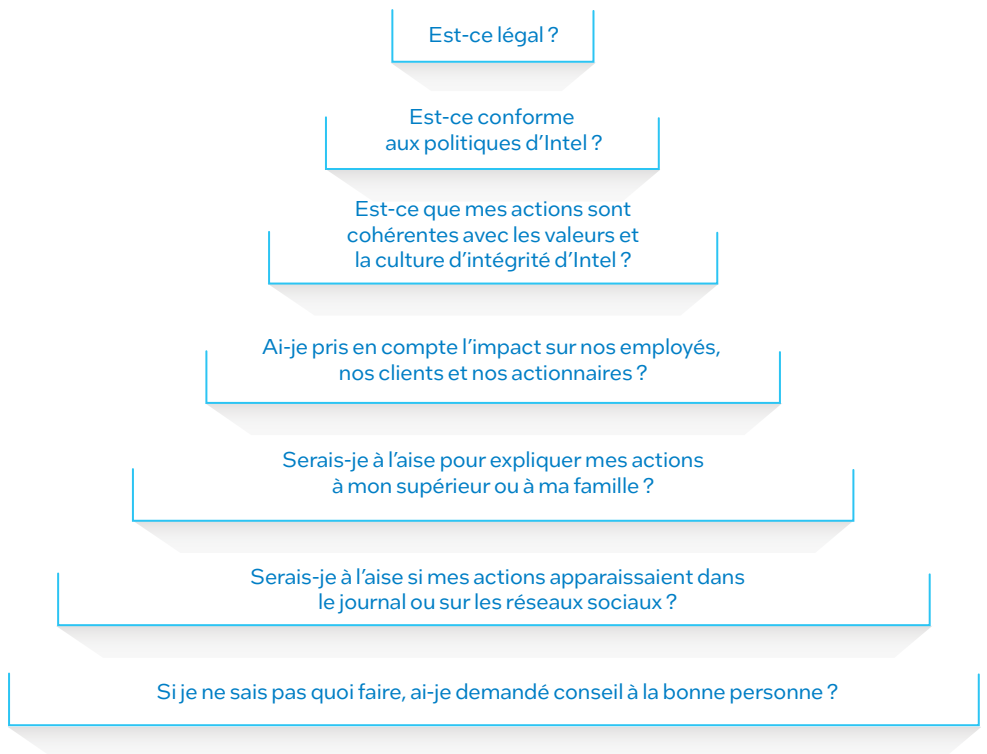 Est-ce légal ?
Est-ce conforme
aux politiques d’Intel ?
Est-ce que mes actions sont
cohérentes avec les valeurs et
la culture d’intégrité d’Intel ?
Ai-je pris en compte l’impact sur nos employés,
nos clients et nos actionnaires ?
Serais-je à l’aise pour expliquer mes actions
à mon supérieur ou à ma famille ?
Serais-je à l’aise si mes actions apparaissaient dans
le journal ou sur les réseaux sociaux ?
Si je ne sais pas quoi faire, ai-je demandé conseil à la bonne personne ?